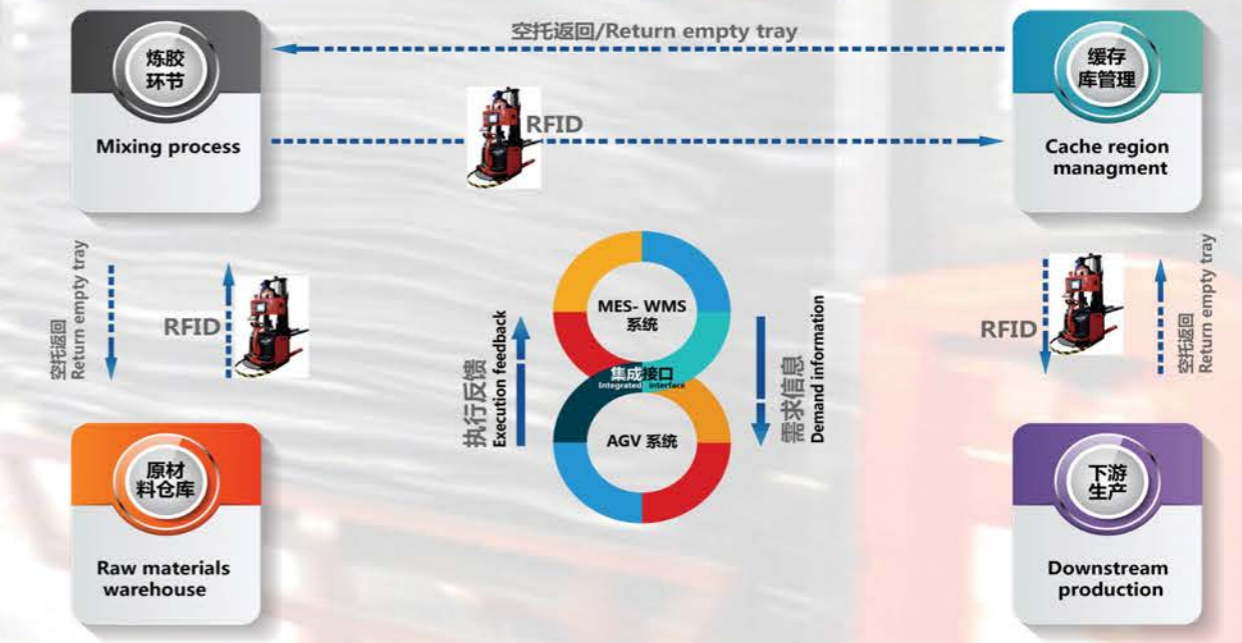 空托返回/Return empty tray
炼胶
环节
Mixing process
RFID
缓存
库管理
Cache region
managment
空托返回
Return empty tray
RFID
MES- WMS
系统
集成接口
Integrated interface
AGV 系统
执行反馈
Execution feedback
需求信息
Demand information
RFID
空托返回
Return empty tray
原材
料仓库
Raw materials
warehouse
下游
生产
Downstream
production